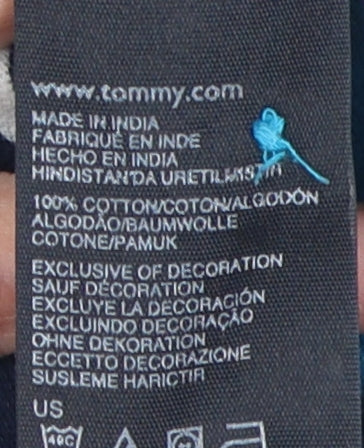 www.tommy.com
MADE IN INDIA
FABRIQUÉ EN INDE
HECHO EN INDIA
HINDISTAN'DA
100% COTTON/COTON/ALGODÓN
ALGODÃO/BAUMWOLLE
COTONE/PAMUK
EXCLUSIVE OF DECORATION
SAUF DÉCORATION
EXCLUYE LA DECORACIÓN
EXCLUINDO DECORAÇÃO
OHNE DEKORATION
ECCETTO DECORAZIONE
SUSLEME HARICTIR
US
40C